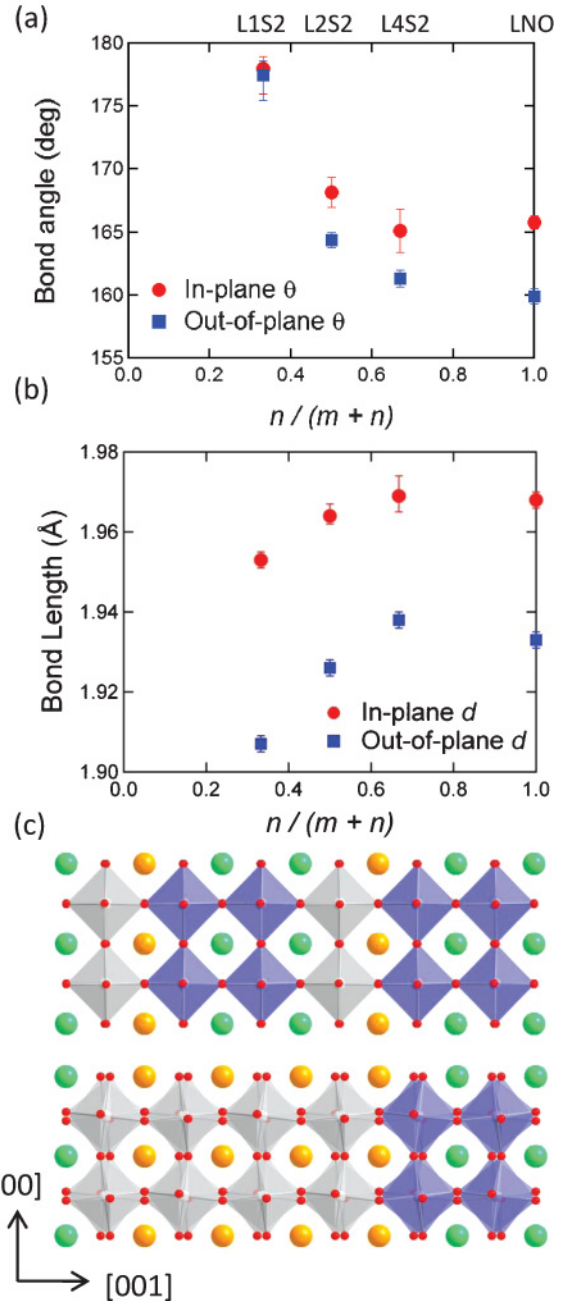 (a)
L1S2 L2S2 L4S2 LNO
180
175
170
165
160
155
Bond angle (deg)
In-plane θ
Out-of-plane θ
0.0 0.2 0.4 0.6 0.8 1.0
n / (m + n)
(b)
1.98
1.96
1.94
1.92
1.90
Bond Length (Å)
In-plane d
Out-of-plane d
0.0 0.2 0.4 0.6 0.8 1.0
n / (m + n)
(c)
00]
[001]